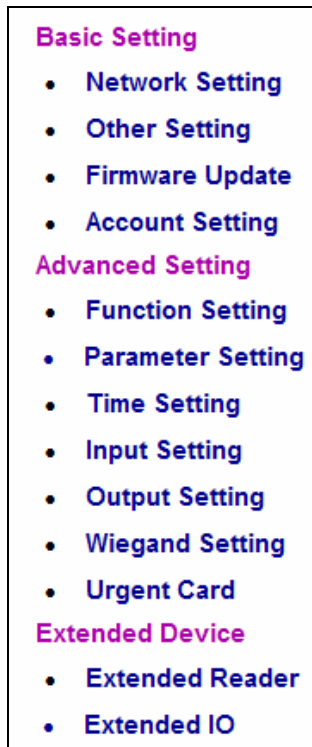 Basic Setting
• Network Setting
• Other Setting
• Firmware Update
• Account Setting
Advanced Setting
• Function Setting
• Parameter Setting
• Time Setting
• Input Setting
• Output Setting
• Wiegand Setting
• Urgent Card
Extended Device
• Extended Reader
• Extended IO